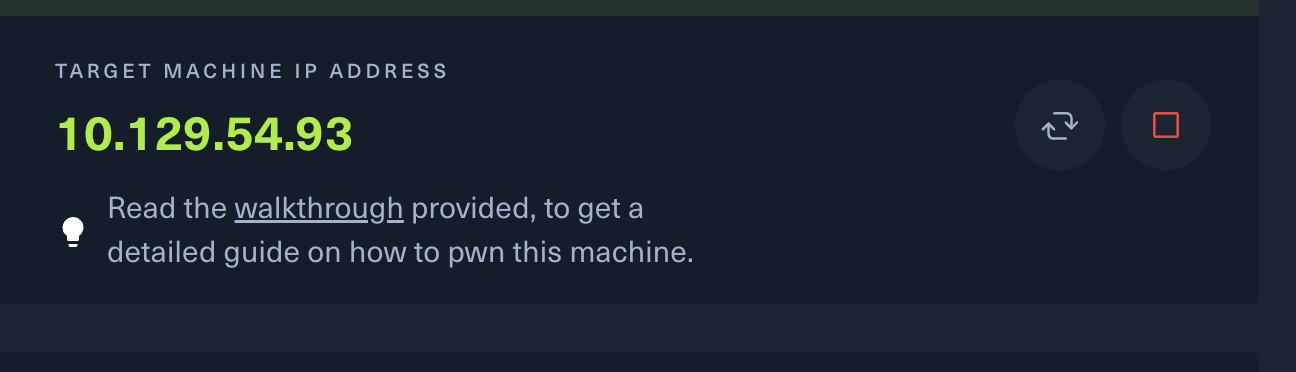 TARGET MACHINE IP ADDRESS
10.129.54.93
Read the walkthrough provided, to get a
detailed guide on how to pwn this machine.